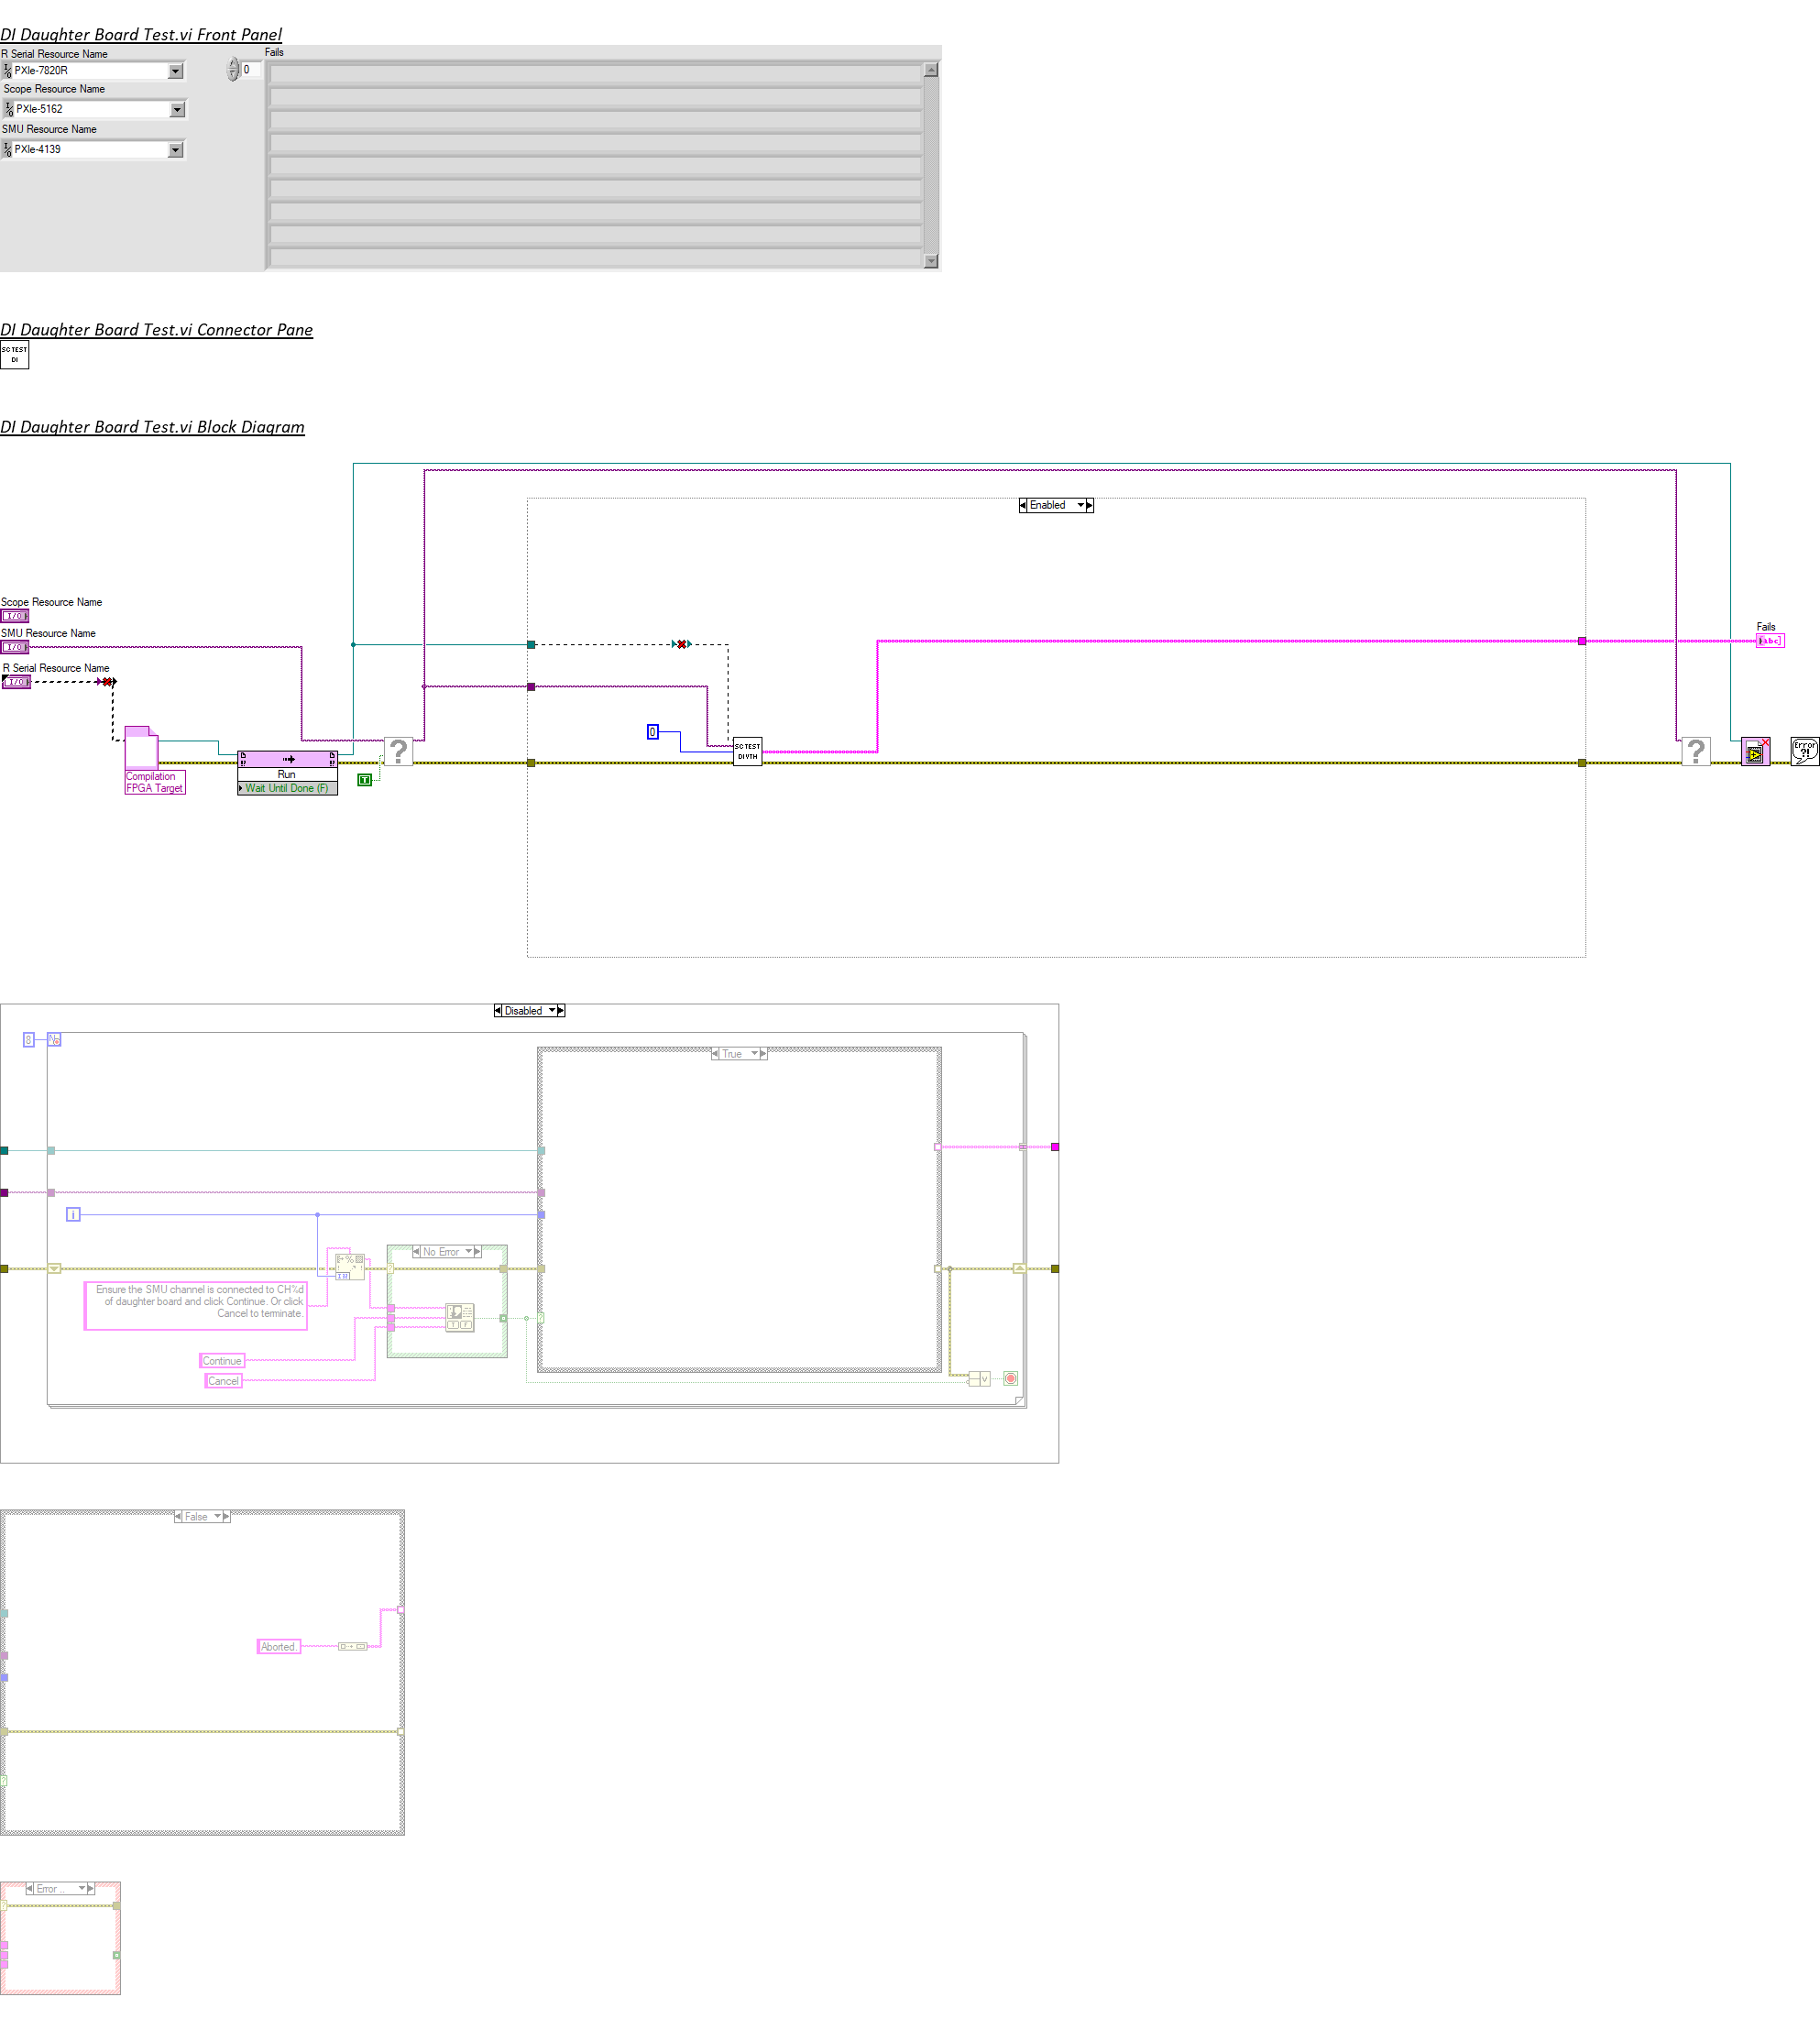 DI Daughter Board Test.vi Front Panel
R Serial Resource Name
PXIe-7820R
Scope Resource Name
PXIe-5162
SMU Resource Name
PXIe-4139
0
Fails
DI Daughter Board Test.vi Connector Pane
SC TEST
DI
DI Daughter Board Test.vi Block Diagram
Enabled
Scope Resource Name
I/O
SMU Resource Name
I/O
R Serial Resource Name
I/O
Compilation
FPGA Target
Run
Wait Until Done (F)
?
T
0
SC TEST
DI VTH
Fails
abc
?
Error
?!
Disabled
8
N
True
i
No Error
Ensure the SMU channel is connected to CH%d
of daughter board and click Continue. Or click
Cancel to terminate.
Continue
Cancel
T F
V
False
Aborted.
Error ..